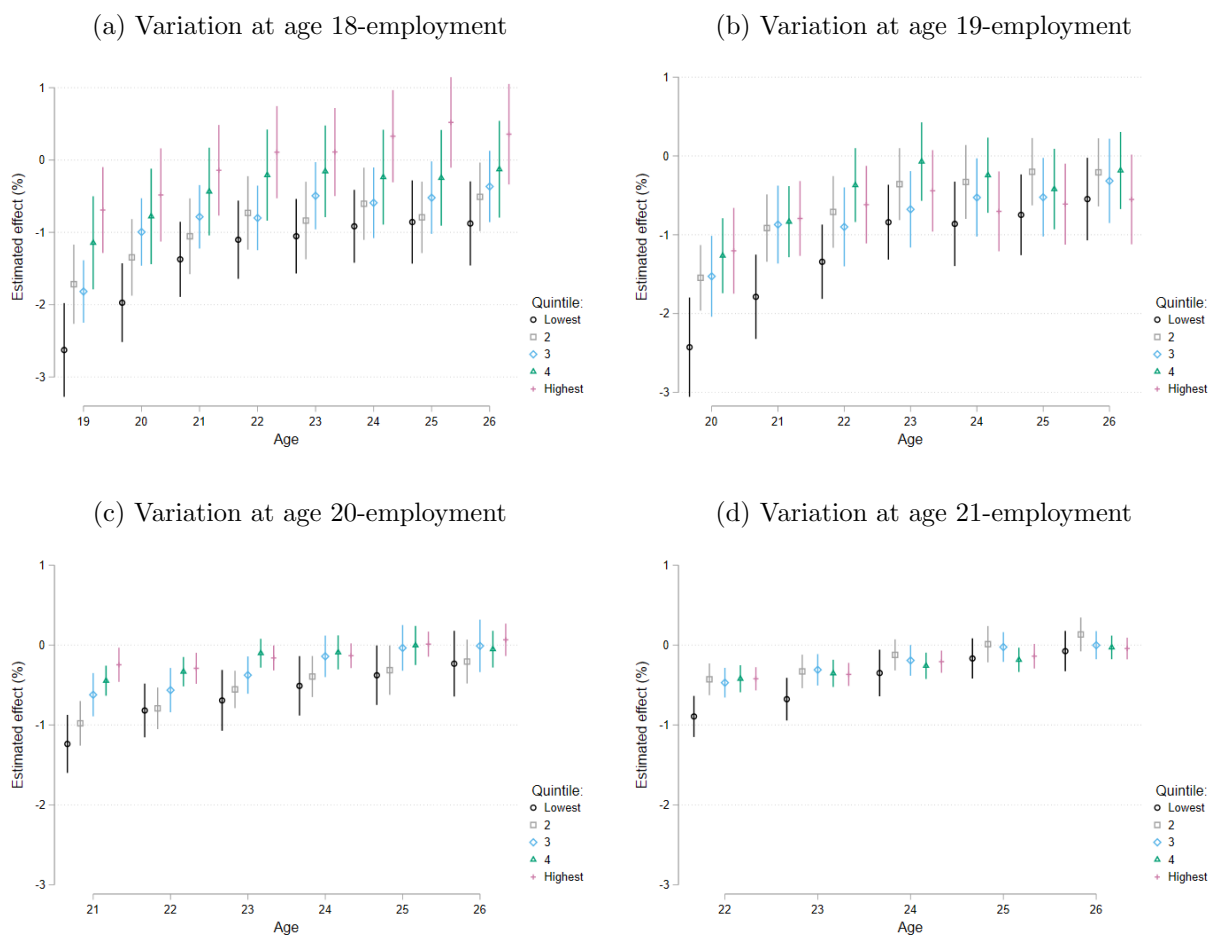 (a) Variation at age 18-employment
1
0
-1
-2
-3
Estimated effect (%)
19 20 21 22 23 24 25 26
Age
Quintile:
Lowest
2
3
4
Highest
(b) Variation at age 19-employment
1
0
-1
-2
-3
Estimated effect (%)
20 21 22 23 24 25 26
Age
Quintile:
Lowest
2
3
4
Highest
(c) Variation at age 20-employment
1
0
-1
-2
-3
Estimated effect (%)
21 22 23 24 25 26
Age
Quintile:
Lowest
2
3
4
Highest
(d) Variation at age 21-employment
1
0
-1
-2
-3
Estimated effect (%)
22 23 24 25 26
Age
Quintile:
Lowest
2
3
4
Highest